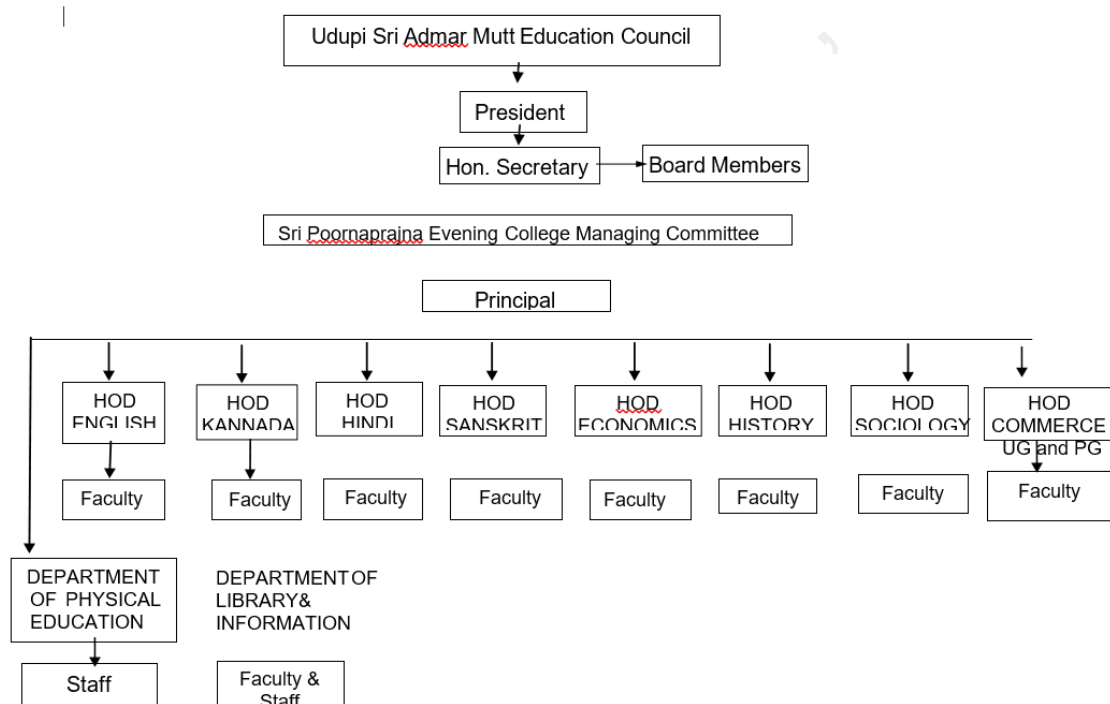 Udupi Sri Admar Mutt Education Council
President
Hon. Secretary
Board Members
Sri Poornaprajna Evening College Managing Committee
Principal
HOD
ENGLISH
HOD
KANNADA
HOD
HINDI
HOD
SANSKRIT
HOD
ECONOMICS
HOD
HISTORY
HOD
SOCIOLOGY
HOD
COMMERCE
UG and PG
Faculty
Faculty
Faculty
Faculty
Faculty
Faculty
Faculty
Faculty
DEPARTMENT
OF PHYSICAL
EDUCATION
DEPARTMENT OF
LIBRARY&
INFORMATION
Staff
Faculty &
Staff